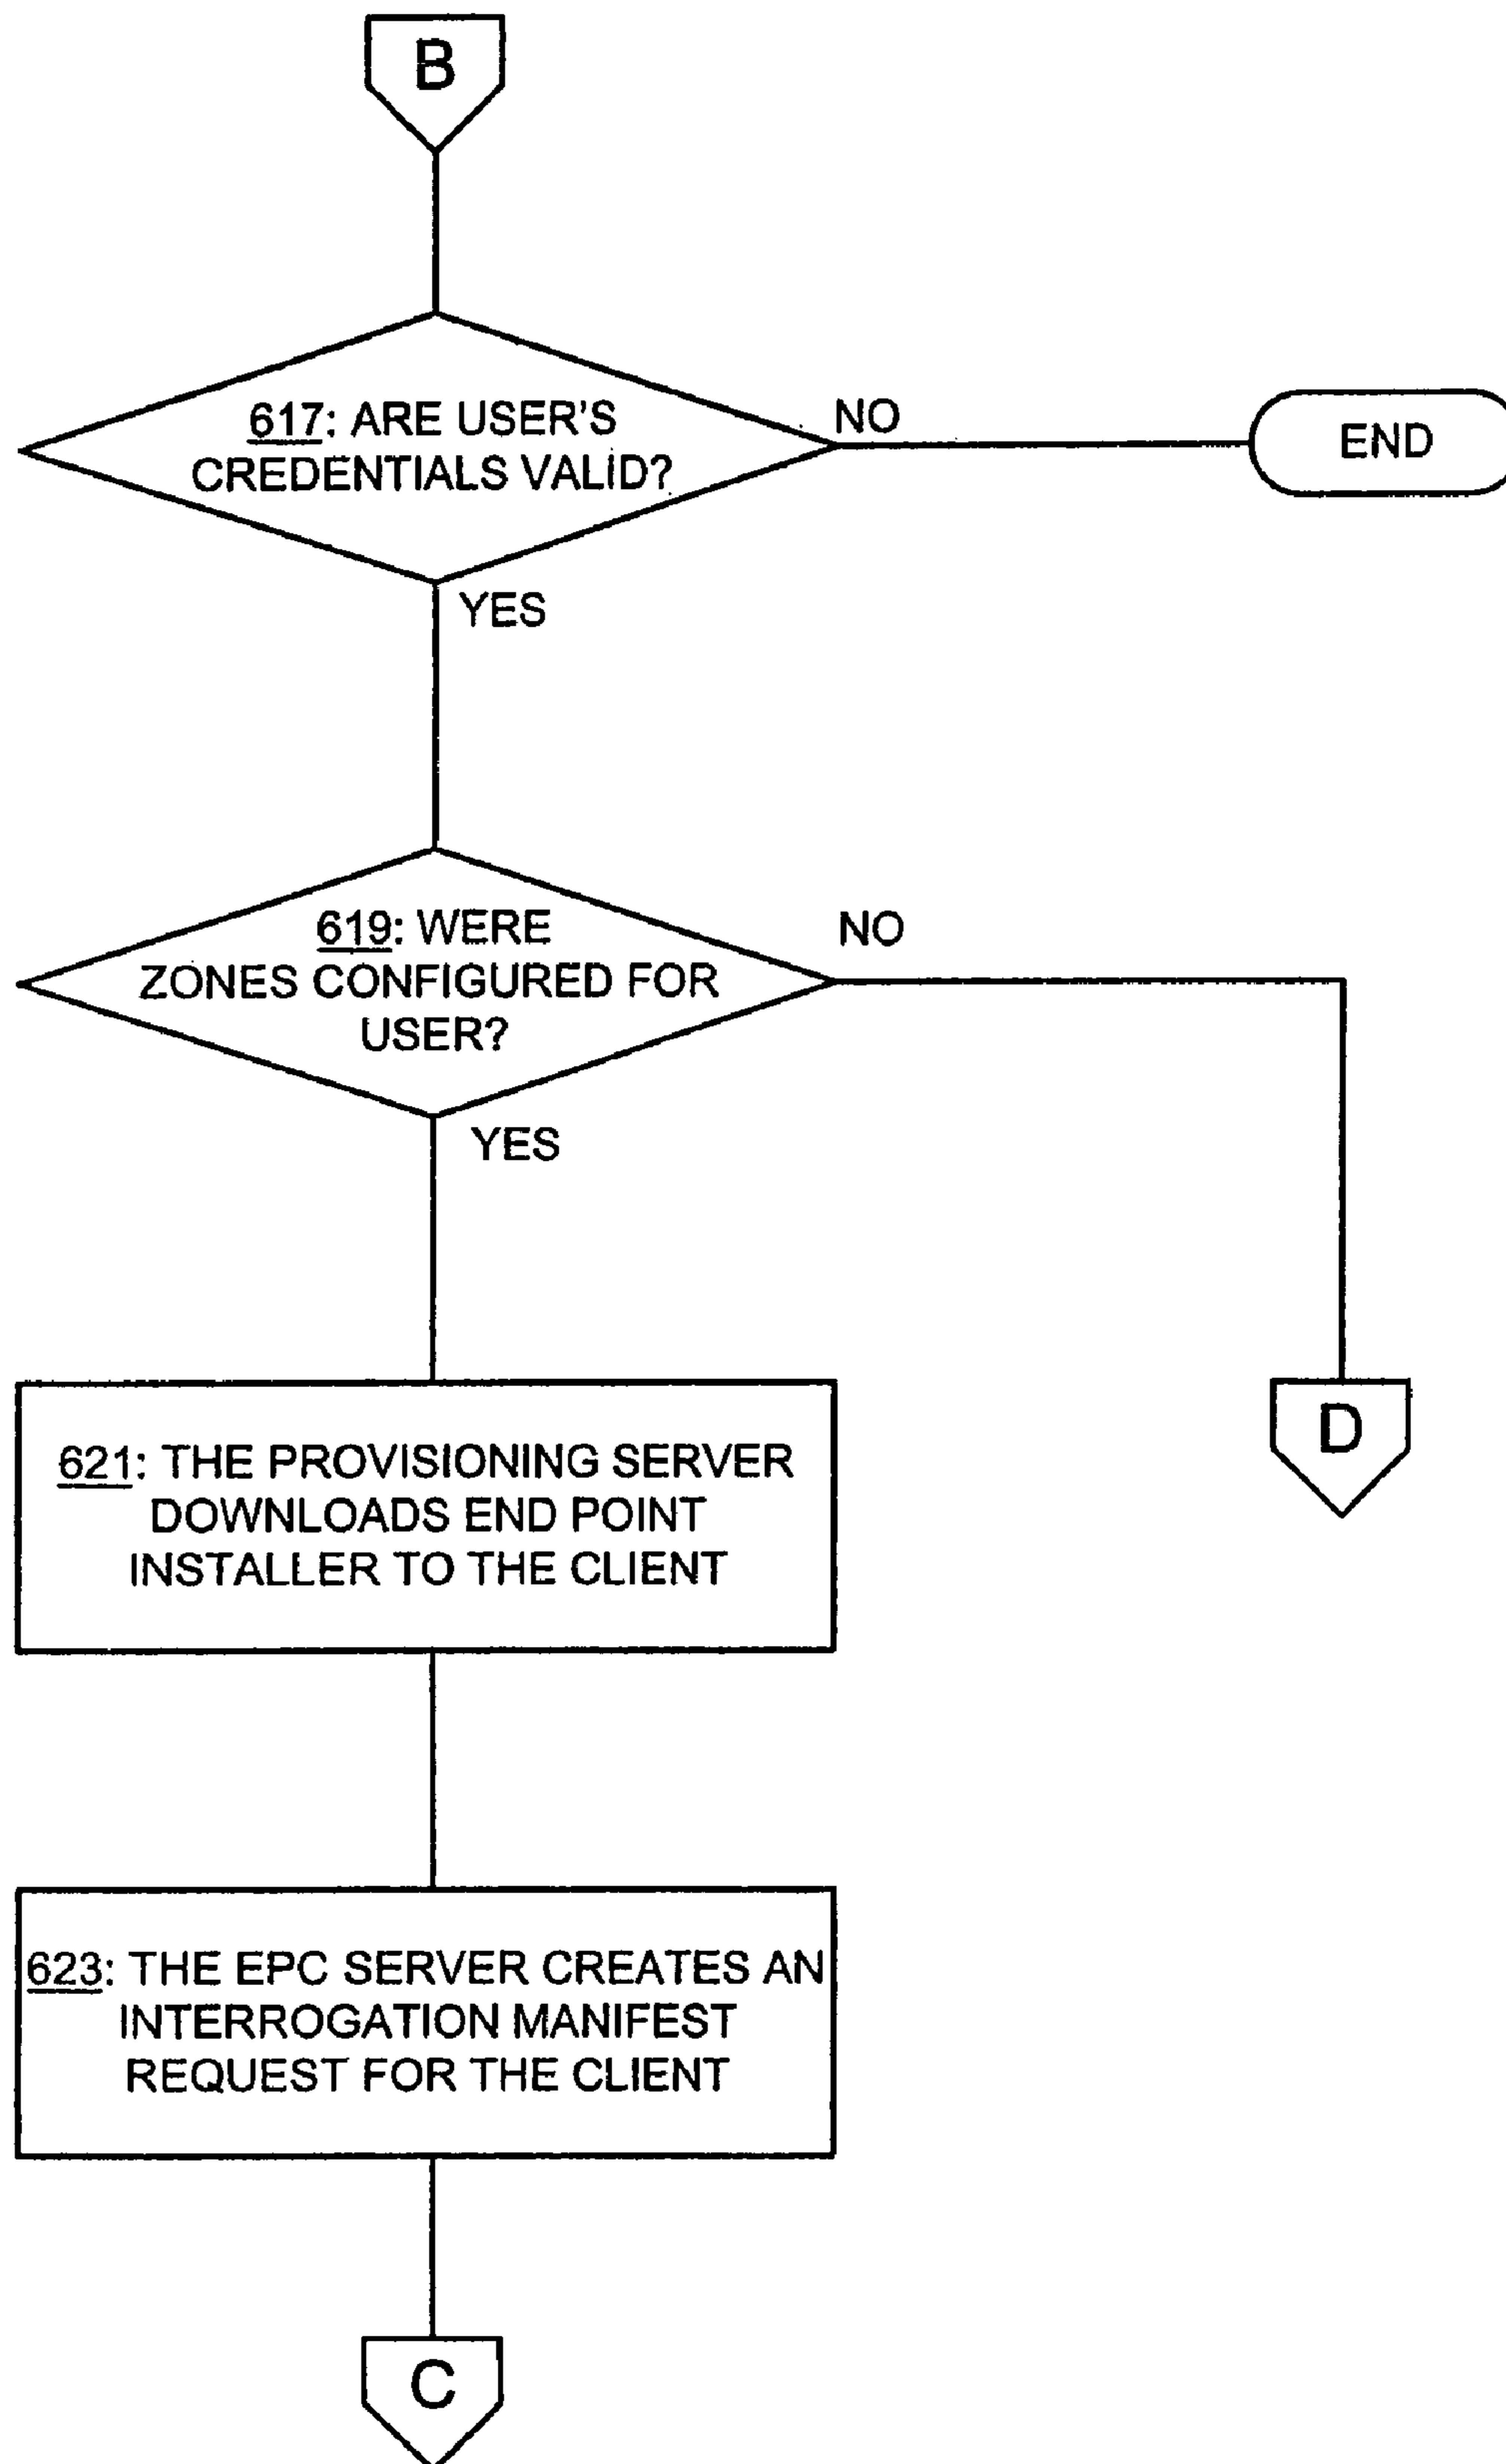 B
617: ARE USER'S
CREDENTIALS VALID?
NO
END
YES
619: WERE
ZONES CONFIGURED FOR
USER?
NO
YES
621: THE PROVISIONING SERVER
DOWNLOADS END POINT
INSTALLER TO THE CLIENT
D
623: THE EPC SERVER CREATES AN
INTERROGATION MANIFEST
REQUEST FOR THE CLIENT
C